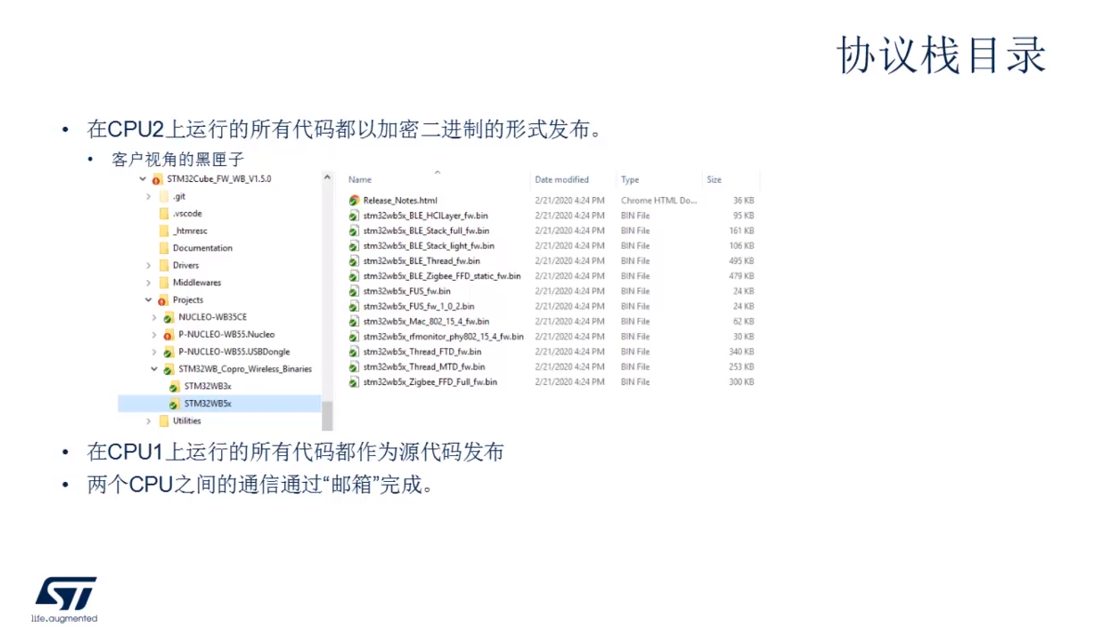 协议栈目录
• 在CPU2上运行的所有代码都以加密二进制的形式发布。
• 客户视角的黑匣子
STM32Cube_FW_WB_V1.5.0
.git
.vscode
_htmresc
Documentation
Drivers
Middlewares
Projects
NUCLEO-WB35CE
P-NUCLEO-WB55.Nucleo
P-NUCLEO-WB55.USBDongle
STM32WB_Copro_Wireless_Binaries
STM32WB3x
STM32WB5x
Utilities
Name Date modified Type Size
Release_Notes.html 2/21/2020 4:24 PM Chrome HTML Do... 36 KB
stm32wb5x_BLE_HCILayer_fw.bin 2/21/2020 4:24 PM BIN File 95 KB
stm32wb5x_BLE_Stack_full_fw.bin 2/21/2020 4:24 PM BIN File 161 KB
stm32wb5x_BLE_Stack_light_fw.bin 2/21/2020 4:24 PM BIN File 106 KB
stm32wb5x_BLE_Thread_fw.bin 2/21/2020 4:24 PM BIN File 495 KB
stm32wb5x_BLE_Zigbee_FFD_static_fw.bin 2/21/2020 4:24 PM BIN File 479 KB
stm32wb5x_FUS_fw.bin 2/21/2020 4:24 PM BIN File 24 KB
stm32wb5x_FUS_fw_1_0_2.bin 2/21/2020 4:24 PM BIN File 24 KB
stm32wb5x_Mac_802_15_4_fw.bin 2/21/2020 4:24 PM BIN File 62 KB
stm32wb5x_rfmonitor_phy802_15_4_fw.bin 2/21/2020 4:24 PM BIN File 30 KB
stm32wb5x_Thread_FTD_fw.bin 2/21/2020 4:24 PM BIN File 340 KB
stm32wb5x_Thread_MTD_fw.bin 2/21/2020 4:24 PM BIN File 253 KB
stm32wb5x_Zigbee_FFD_Full_fw.bin 2/21/2020 4:24 PM BIN File 300 KB
• 在CPU1上运行的所有代码都作为源代码发布
• 两个CPU之间的通信通过“邮箱”完成。
ST
life.augmented